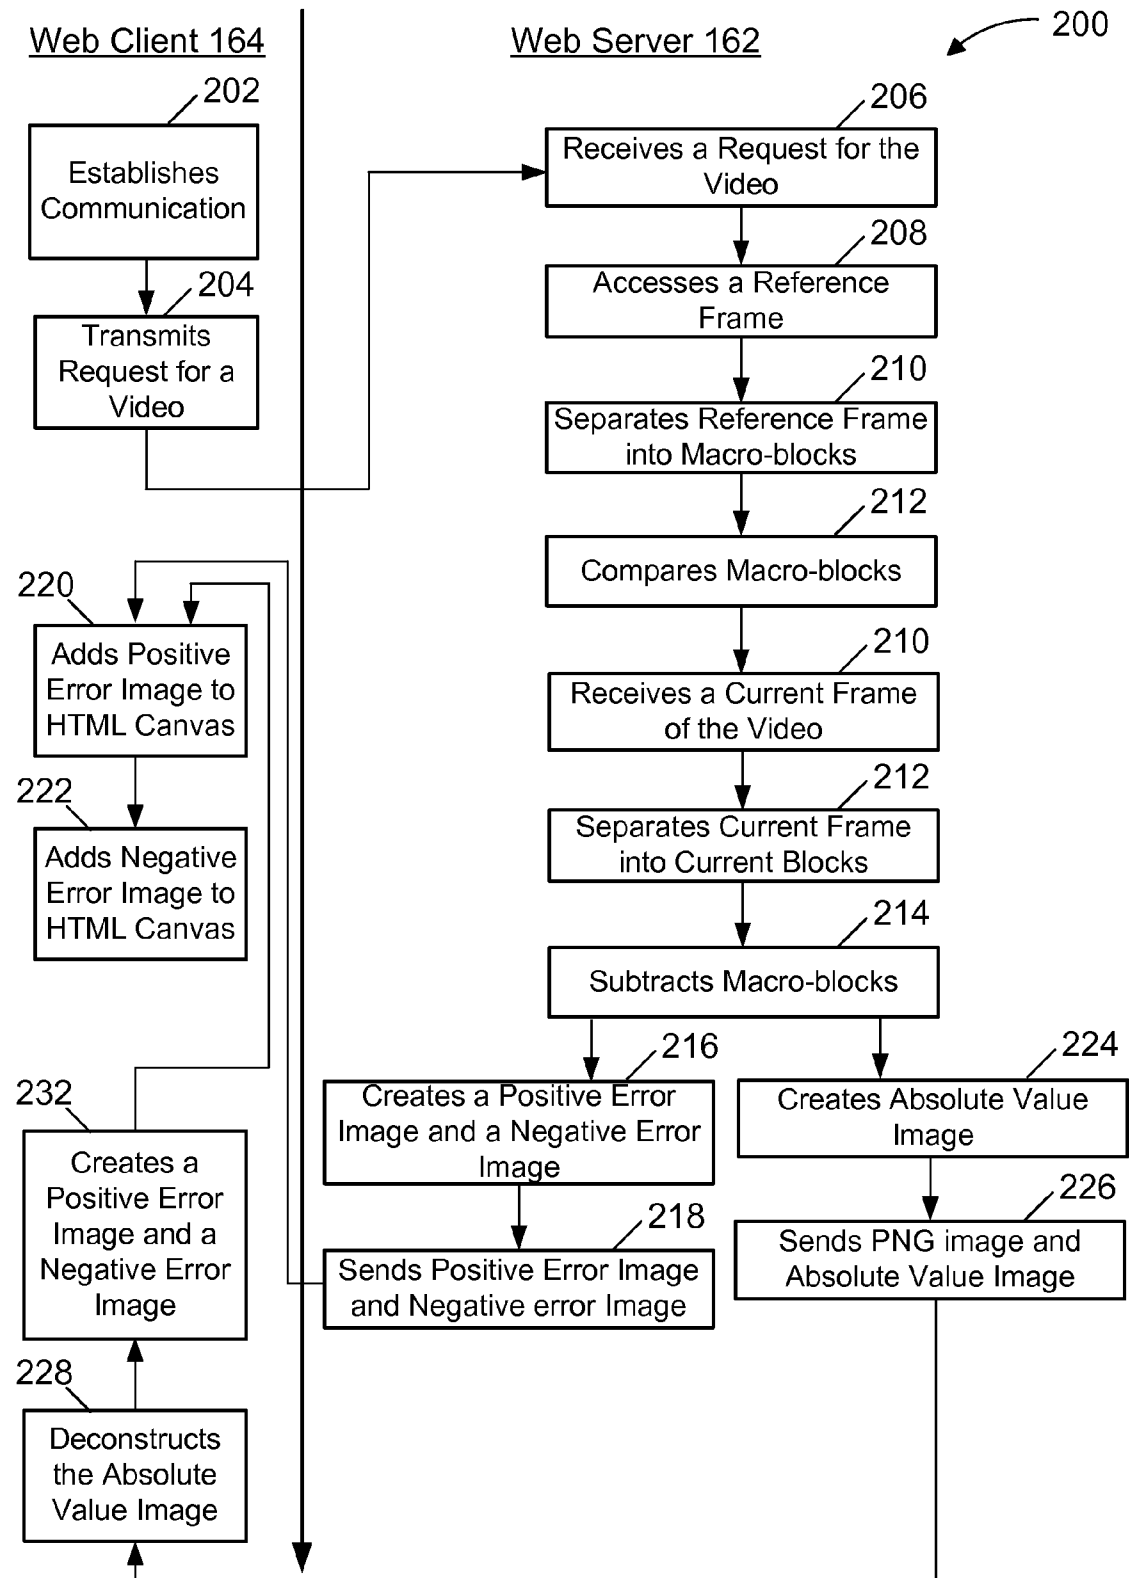 Web Client 164
Web Server 162
200
202
Establishes
Communication
204
Transmits
Request for a
Video
206
Receives a Request for the
Video
208
Accesses a Reference
Frame
210
Separates Reference Frame
into Macro-blocks
212
Compares Macro-blocks
210
Receives a Current Frame
of the Video
212
Separates Current Frame
into Current Blocks
214
Subtracts Macro-blocks
216
Creates a Positive Error
Image and a Negative Error
Image
218
Sends Positive Error Image
and Negative error Image
224
Creates Absolute Value
Image
226
Sends PNG image and
Absolute Value Image
220
Adds Positive
Error Image to
HTML Canvas
222
Adds Negative
Error Image to
HTML Canvas
232
Creates a
Positive Error
Image and a
Negative Error
Image
228
Deconstructs
the Absolute
Value Image